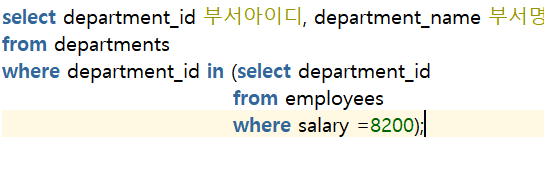 select department_id 부서아이디, department_name 부서명
from departments
where department_id in (select department_id
from employees
where salary =8200);